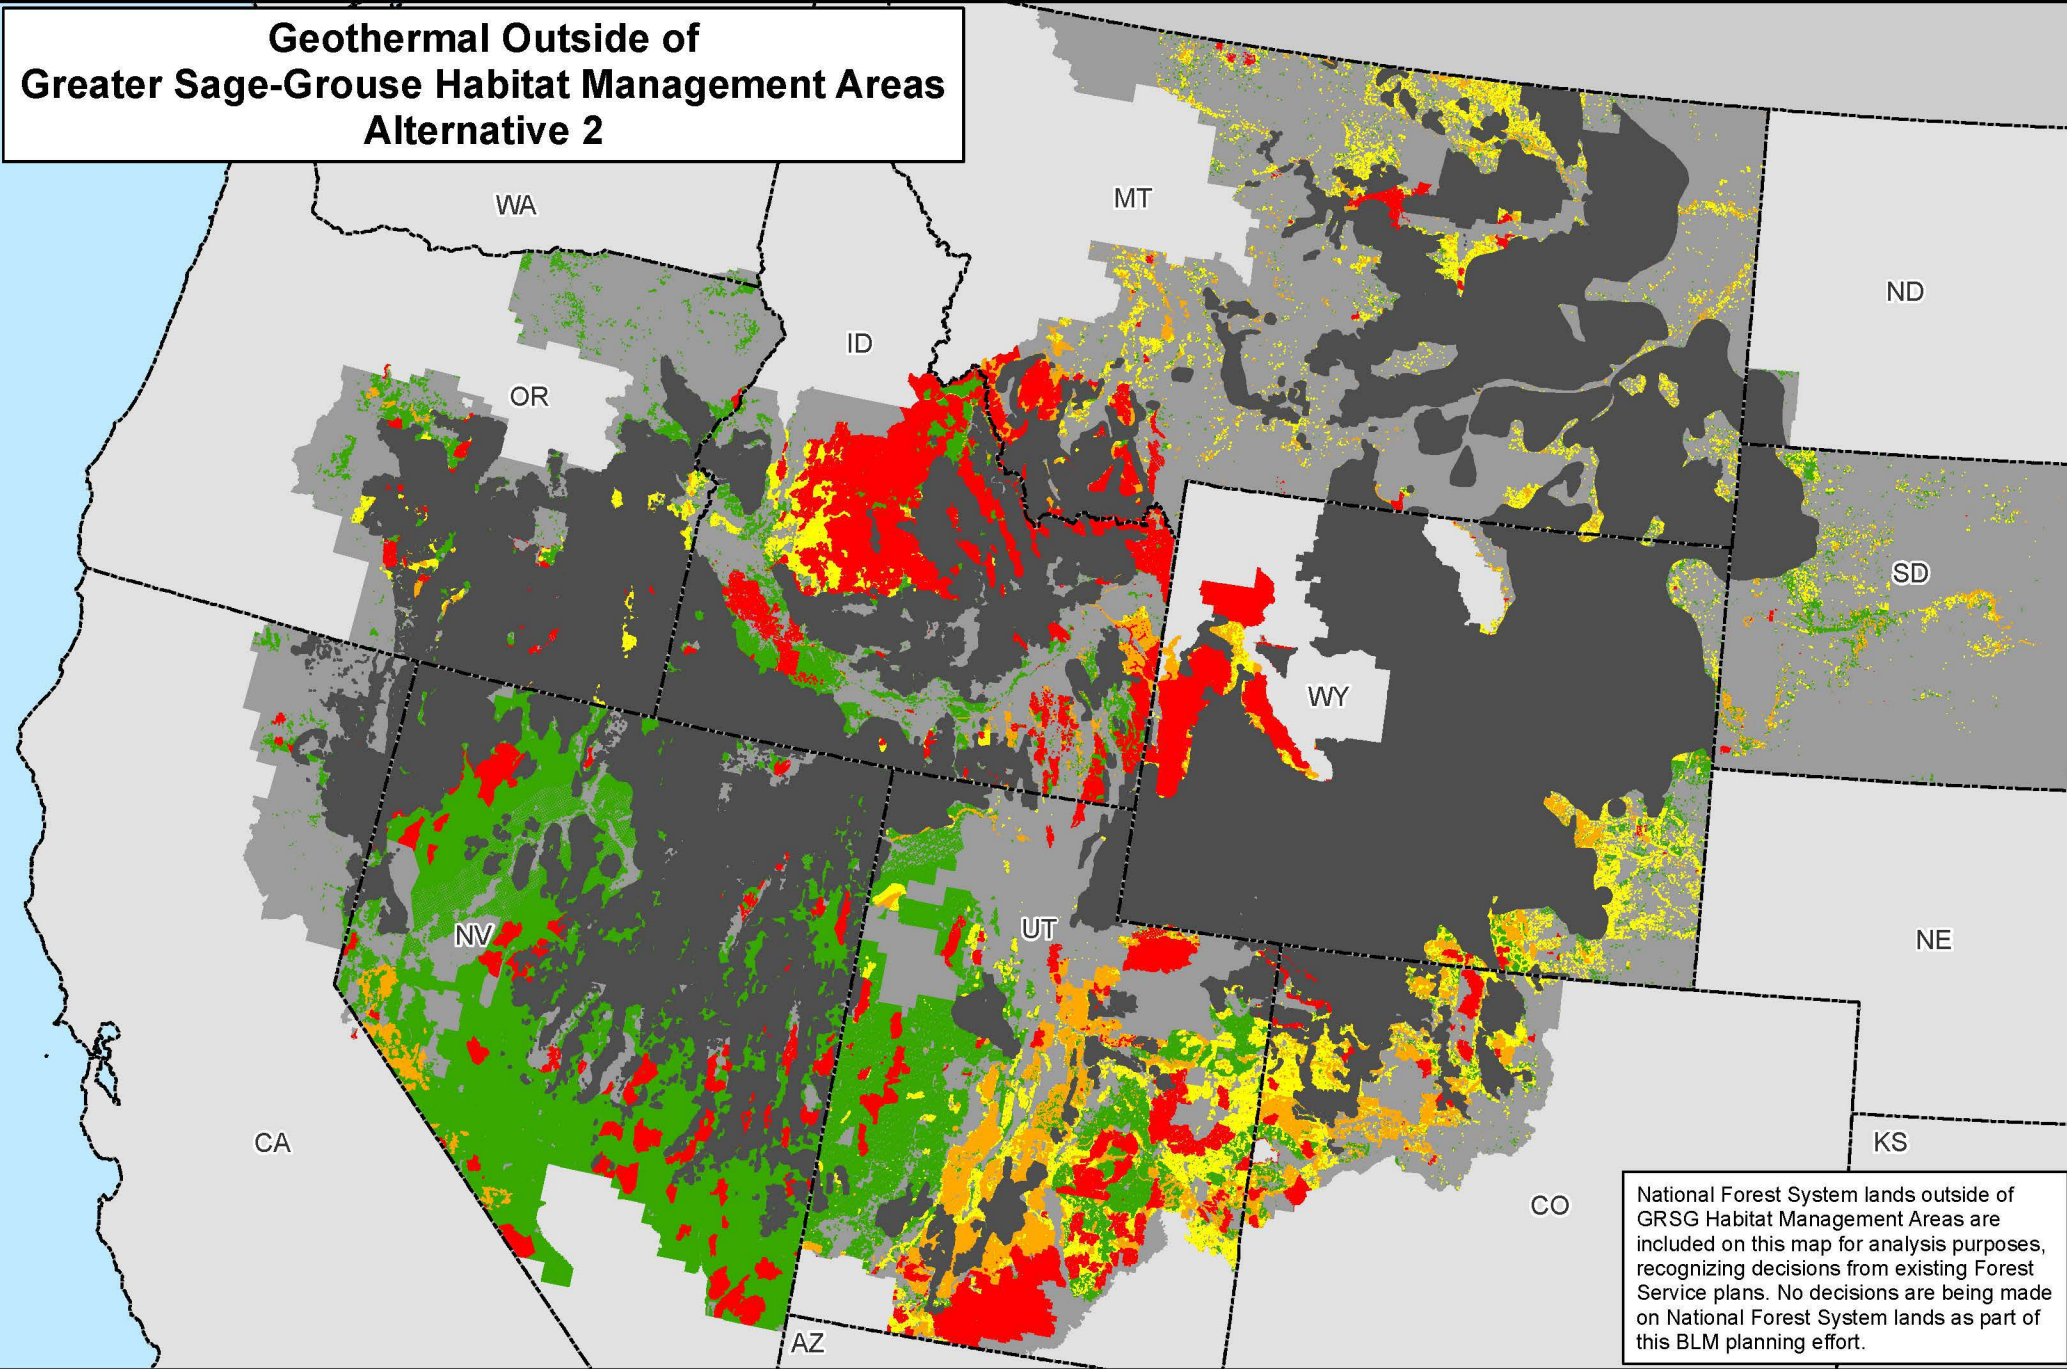 Geothermal Outside of
Greater Sage-Grouse Habitat Management Areas
Alternative 2
WA
MT
ND
ID
OR
SD
WY
NV
UT
NE
CA
KS
CO
AZ
National Forest System lands outside of
GRSG Habitat Management Areas are
included on this map for analysis purposes,
recognizing decisions from existing Forest
Service plans. No decisions are being made
on National Forest System lands as part of
this BLM planning effort.